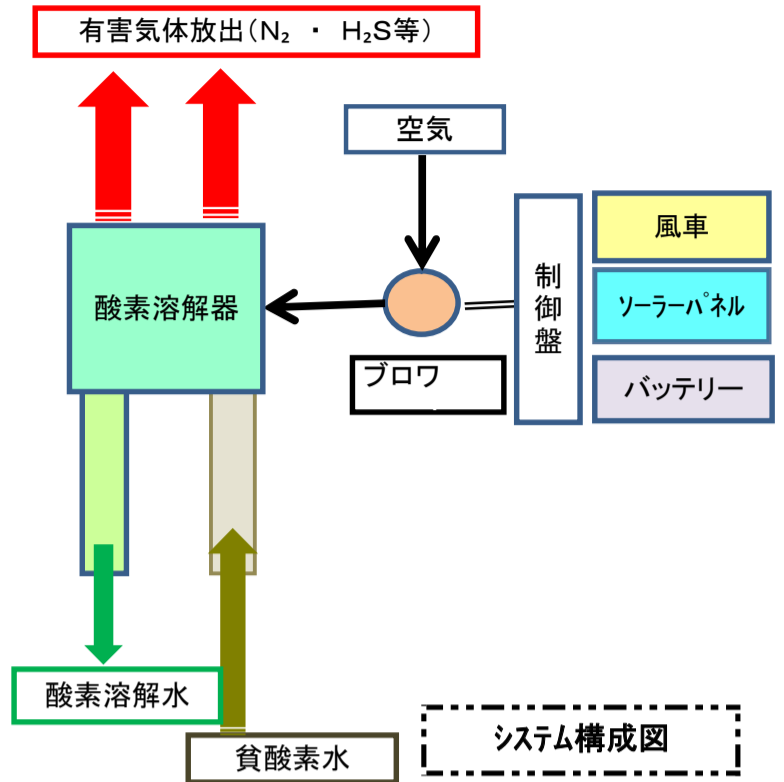 有害気体放出(N₂ ・ H₂S等)
空気
風車
制御盤
ソーラーパネル
酸素溶解器
ブロワ
バッテリー
酸素溶解水
貧酸素水
システム構成図